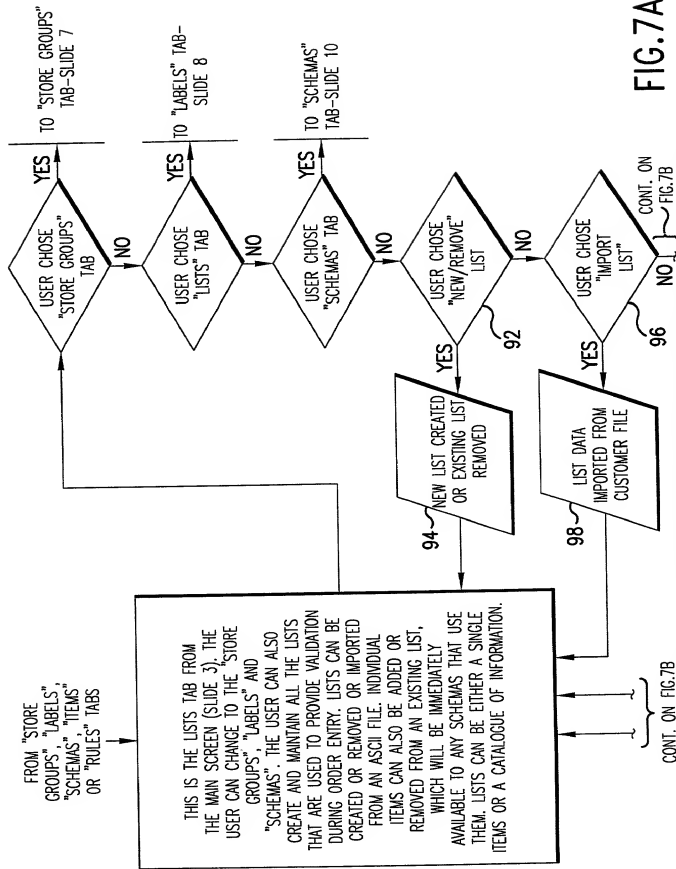 FROM "STORE
GROUPS", "LABELS",
"SCHEMAS", "ITEMS"
OR "RULES" TABS
THIS IS THE LISTS TAB FROM
THE MAIN SCREEN (SLIDE 3). THE
USER CAN CHANGE TO THE "STORE
GROUPS", "LABELS" AND
"SCHEMAS". THE USER CAN ALSO
CREATE AND MAINTAIN ALL THE LISTS
THAT ARE USED TO PROVIDE VALIDATION
DURING ORDER ENTRY. LISTS CAN BE
CREATED OR REMOVED OR IMPORTED
FROM AN ASCII FILE. INDIVIDUAL
ITEMS CAN ALSO BE ADDED OR
REMOVED FROM AN EXISTING LIST,
WHICH WILL BE IMMEDIATELY
AVAILABLE TO ANY SCHEMAS THAT USE
THEM. LISTS CAN BE EITHER A SINGLE
ITEMS OR A CATALOGUE OF INFORMATION.
CONT. ON FIG.7B
USER CHOSE
"STORE GROUPS"
TAB
YES
TO "STORE GROUPS"
TAB-SLIDE 7
NO
USER CHOSE
"LISTS" TAB
YES
TO "LABELS" TAB-
SLIDE 8
NO
USER CHOSE
"SCHEMAS" TAB
YES
TO "SCHEMAS"
TAB-SLIDE 10
NO
USER CHOSE
"NEW/REMOVE"
LIST
92
YES
94
NEW LIST CREATED
OR EXISTING LIST
REMOVED
NO
USER CHOSE
"IMPORT
LIST"
96
YES
98
LIST DATA
IMPORTED FROM
CUSTOMER FILE
NO
CONT. ON
FIG.7B
FIG.7A